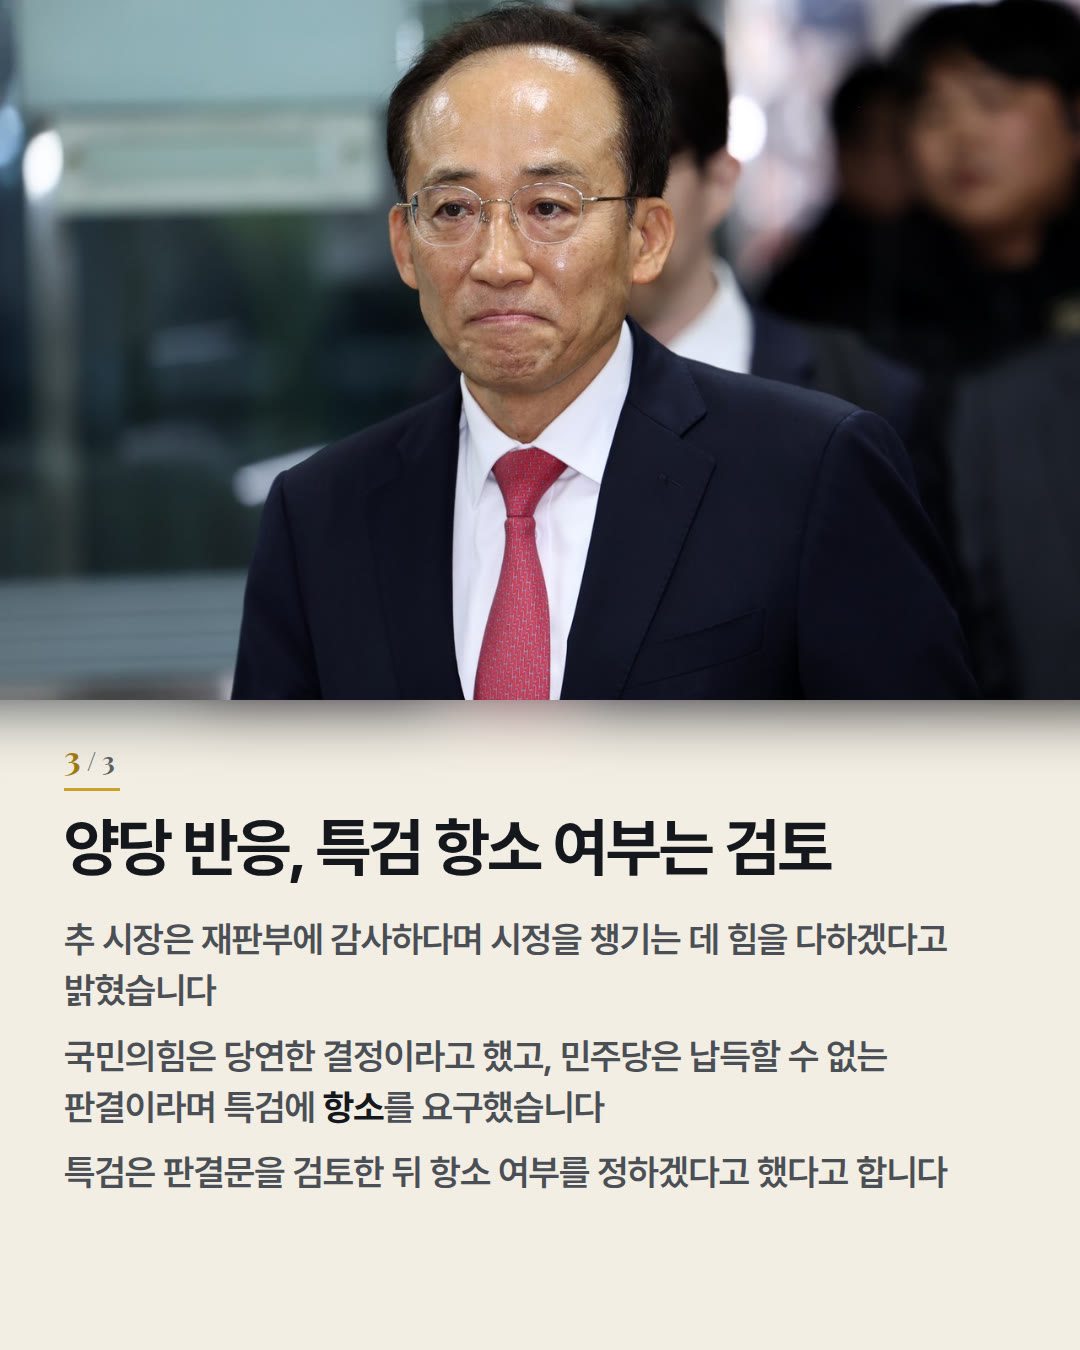 3 / 3
양당 반응, 특검 항소 여부는 검토
추 시장은 재판부에 감사하다며 시정을 챙기는 데 힘을 다하겠다고
밝혔습니다
국민의힘은 당연한 결정이라고 했고, 민주당은 납득할 수 없는
판결이라며 특검에 항소를 요구했습니다
특검은 판결문을 검토한 뒤 항소 여부를 정하겠다고 했다고 합니다